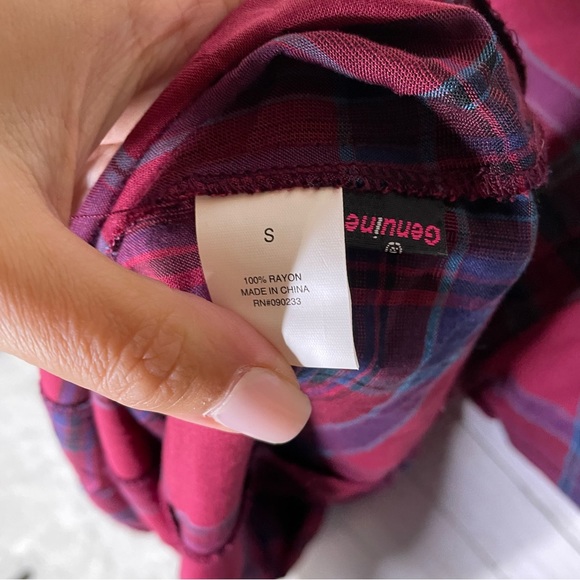 S
100% RAYON
MADE IN CHINA
RN#090233
Genuine